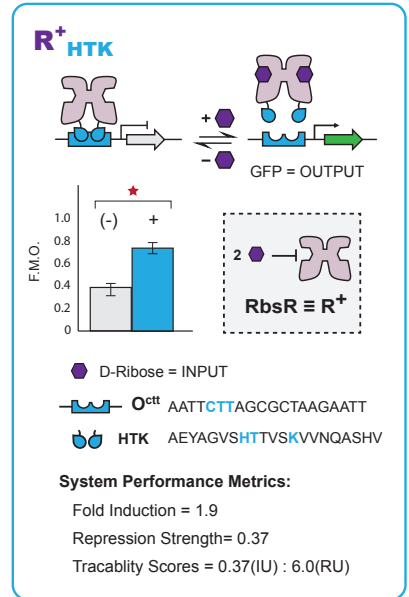 R⁺HTK
+
−
GFP = OUTPUT
F.M.O.
1.0
0.8
0.6
0.4
0.2
0
(-) +
2
RbsR ≡ R⁺
D-Ribose = INPUT
Oᶜᵗᵗ AATTCTTAGCGCTAAGAATT
HTK AEYAGVSHTTVSKVVNQASHV
System Performance Metrics:
Fold Induction = 1.9
Repression Strength= 0.37
Tracablity Scores = 0.37(IU) : 6.0(RU)